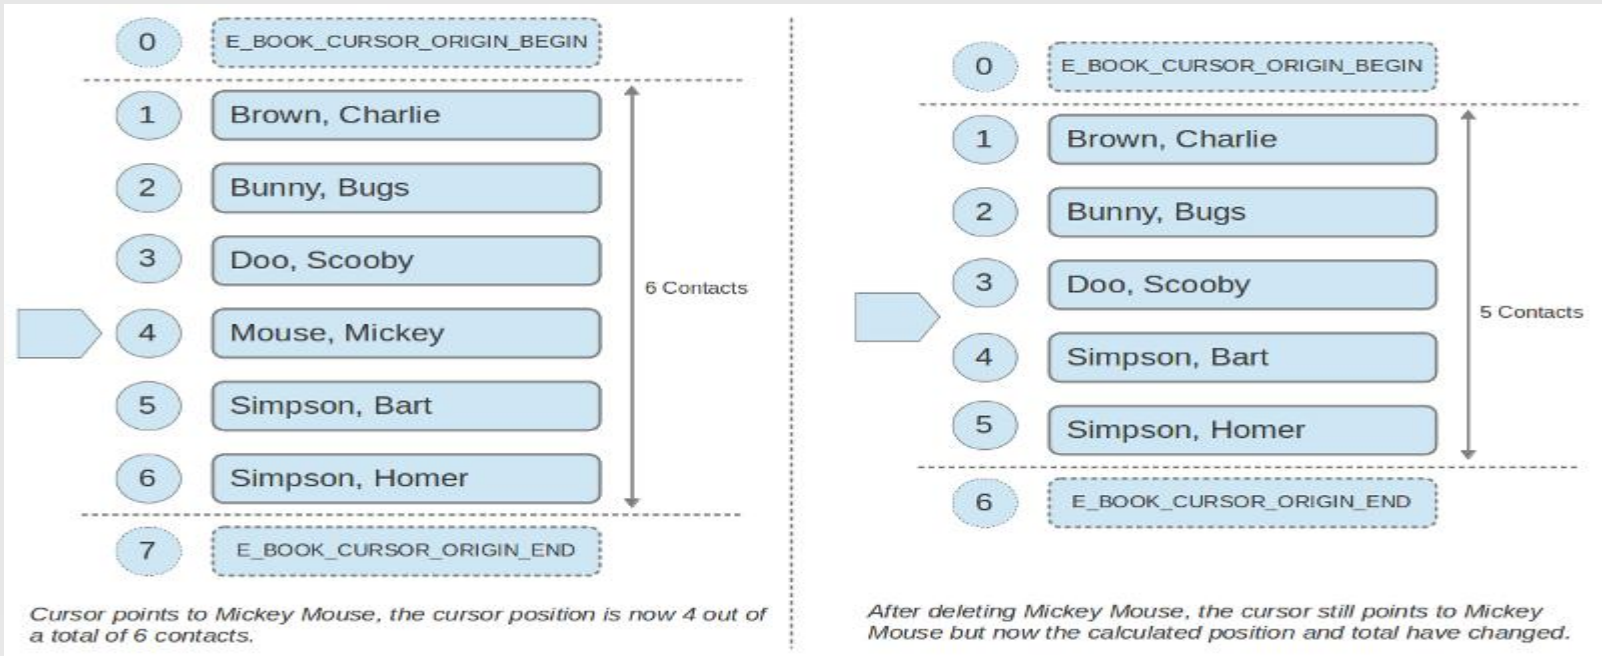 0 E_BOOK_CURSOR_ORIGIN_BEGIN
1 Brown, Charlie
2 Bunny, Bugs
3 Doo, Scooby
6 Contacts
4 Mouse, Mickey
5 Simpson, Bart
6 Simpson, Homer
7 E_BOOK_CURSOR_ORIGIN_END
Cursor points to Mickey Mouse, the cursor position is now 4 out of
a total of 6 contacts.
0 E_BOOK_CURSOR_ORIGIN_BEGIN
1 Brown, Charlie
2 Bunny, Bugs
3 Doo, Scooby
5 Contacts
4 Simpson, Bart
5 Simpson, Homer
6 E_BOOK_CURSOR_ORIGIN_END
After deleting Mickey Mouse, the cursor still points to Mickey
Mouse but now the calculated position and total have changed.